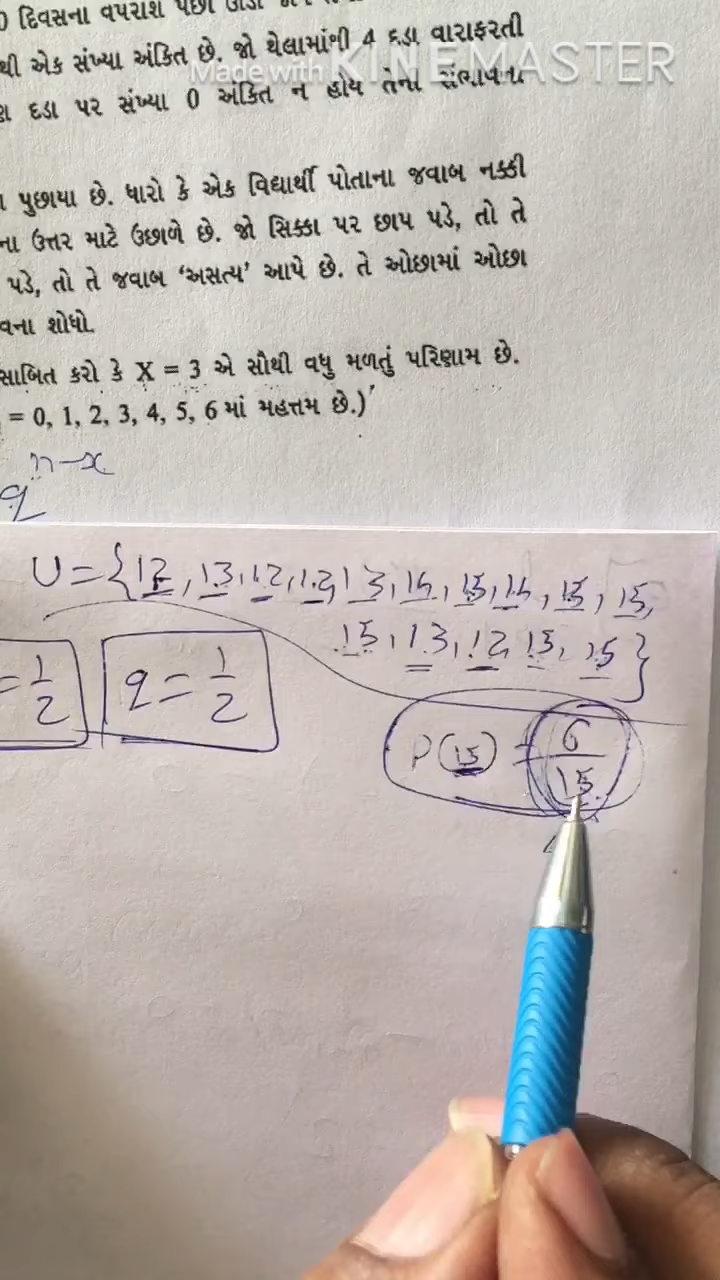 0 દિવસના વપરાશ પછી
થી એક સંખ્યા અંકિત છે. જો થેલામાંની 4 દડા વારાફરતી
Made with KINEMASTER
દડા પર સંખ્યા 0 અંકિત ન હોય તેની સંભાવના
પુછાયા છે. ધારો કે એક વિદ્યાર્થી પોતાના જવાબ નક્કી
ના ઉત્તર માટે ઉછાળે છે. જો સિક્કા પર છાપ પડે, તો તે
પડે, તો તે જવાબ ‘અસત્ય’ આપે છે. તે ઓછામાં ઓછા
વના શોધો.
સાબિત કરો કે X = 3 એ સૌથી વધુ મળતું પરિણામ છે.
= 0, 1, 2, 3, 4, 5, 6 માં મહત્તમ છે.)
q^{n-x}
U = {12, 13, 12, 12, 13, 14, 15, 14, 15, 15,
15, 13, 12, 15, 15}
= 1/2 q = 1/2
P(15) = 6/15